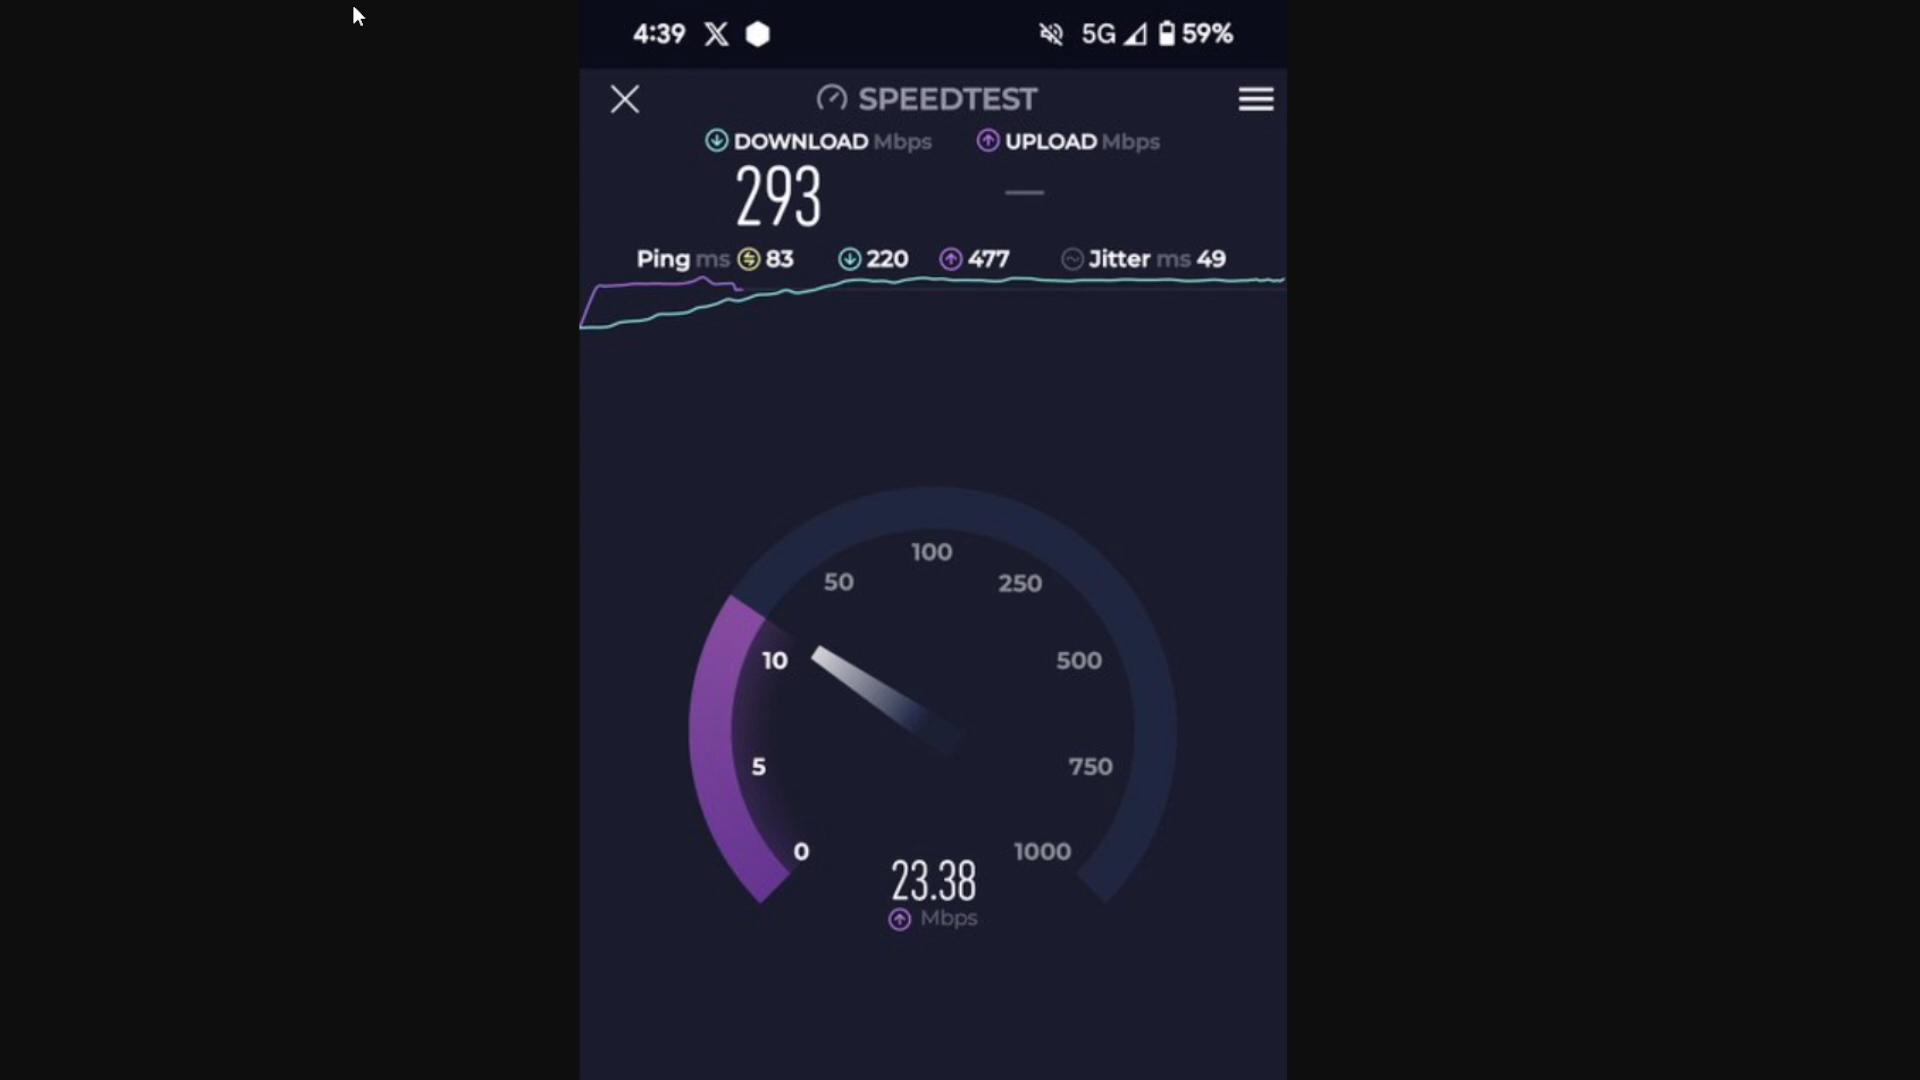 4:39 5G 59%
SPEEDTEST
DOWNLOAD Mbps UPLOAD Mbps
293 —
Ping ms 83 220 477 Jitter ms 49
100
50 250
10 500
5 750
0 1000
23.38
Mbps